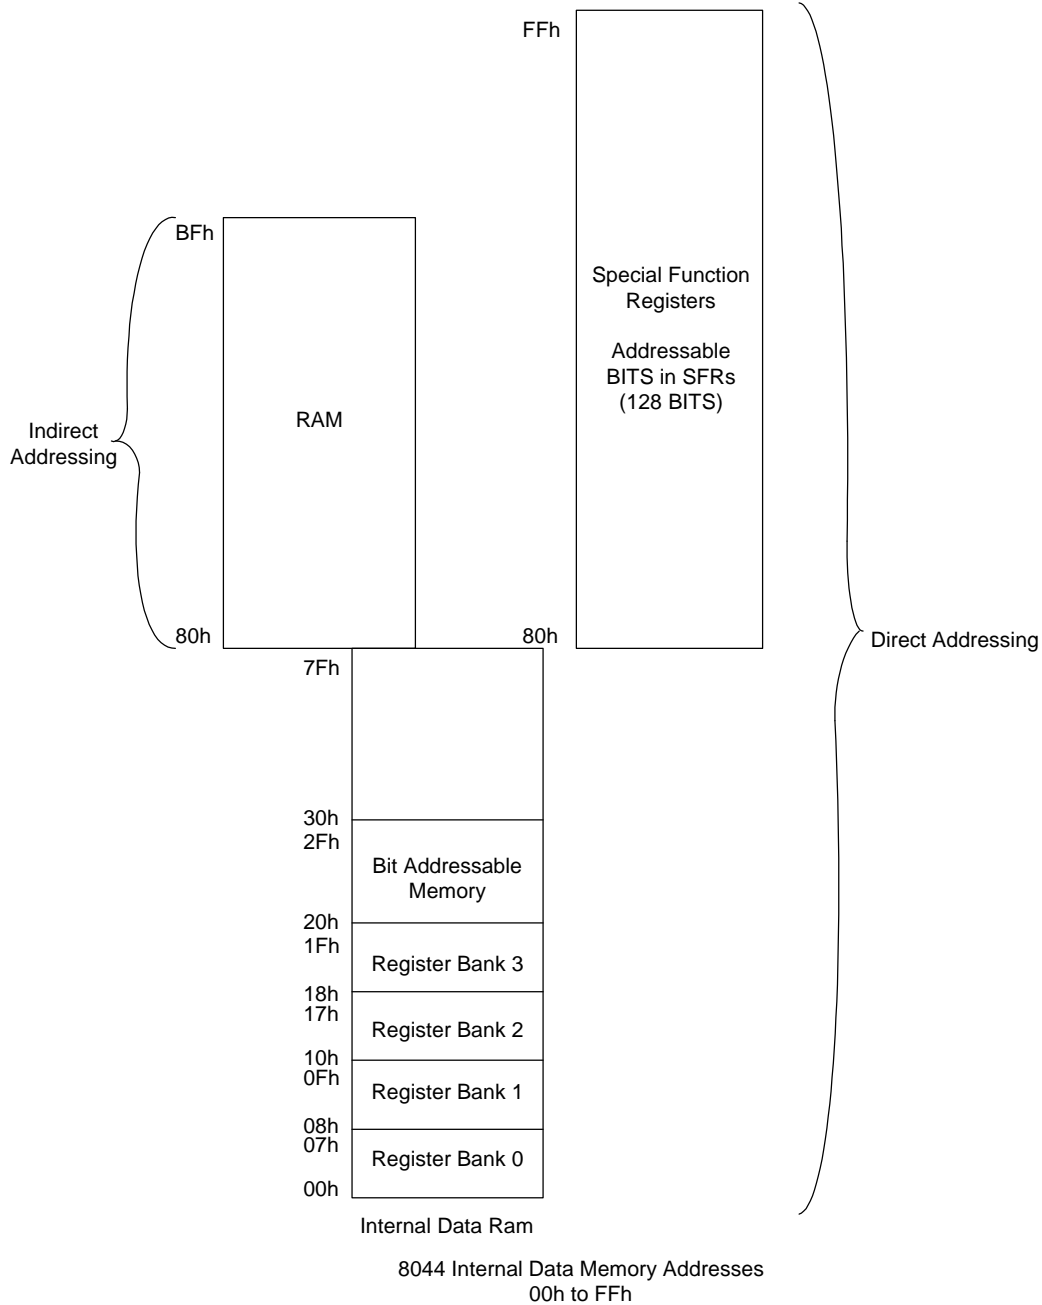 FFh
BFh
Special Function
Registers
Addressable
BITS in SFRs
(128 BITS)
RAM
Indirect
Addressing
80h
80h
Direct Addressing
7Fh
30h
2Fh
Bit Addressable
Memory
20h
1Fh
Register Bank 3
18h
17h
Register Bank 2
10h
0Fh
Register Bank 1
08h
07h
Register Bank 0
00h
Internal Data Ram
8044 Internal Data Memory Addresses
00h to FFh